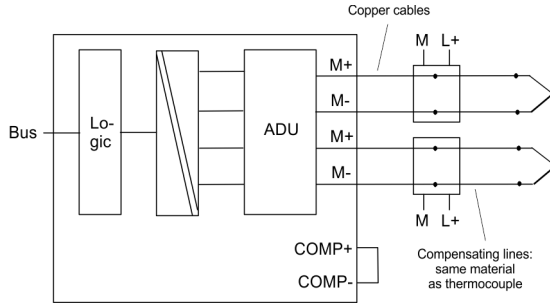 Copper cables
M L+
M+
M-
M+
M-
Bus
Lo-
gic
ADU
M L+
COMP+
COMP-
Compensating lines:
same material
as thermocouple